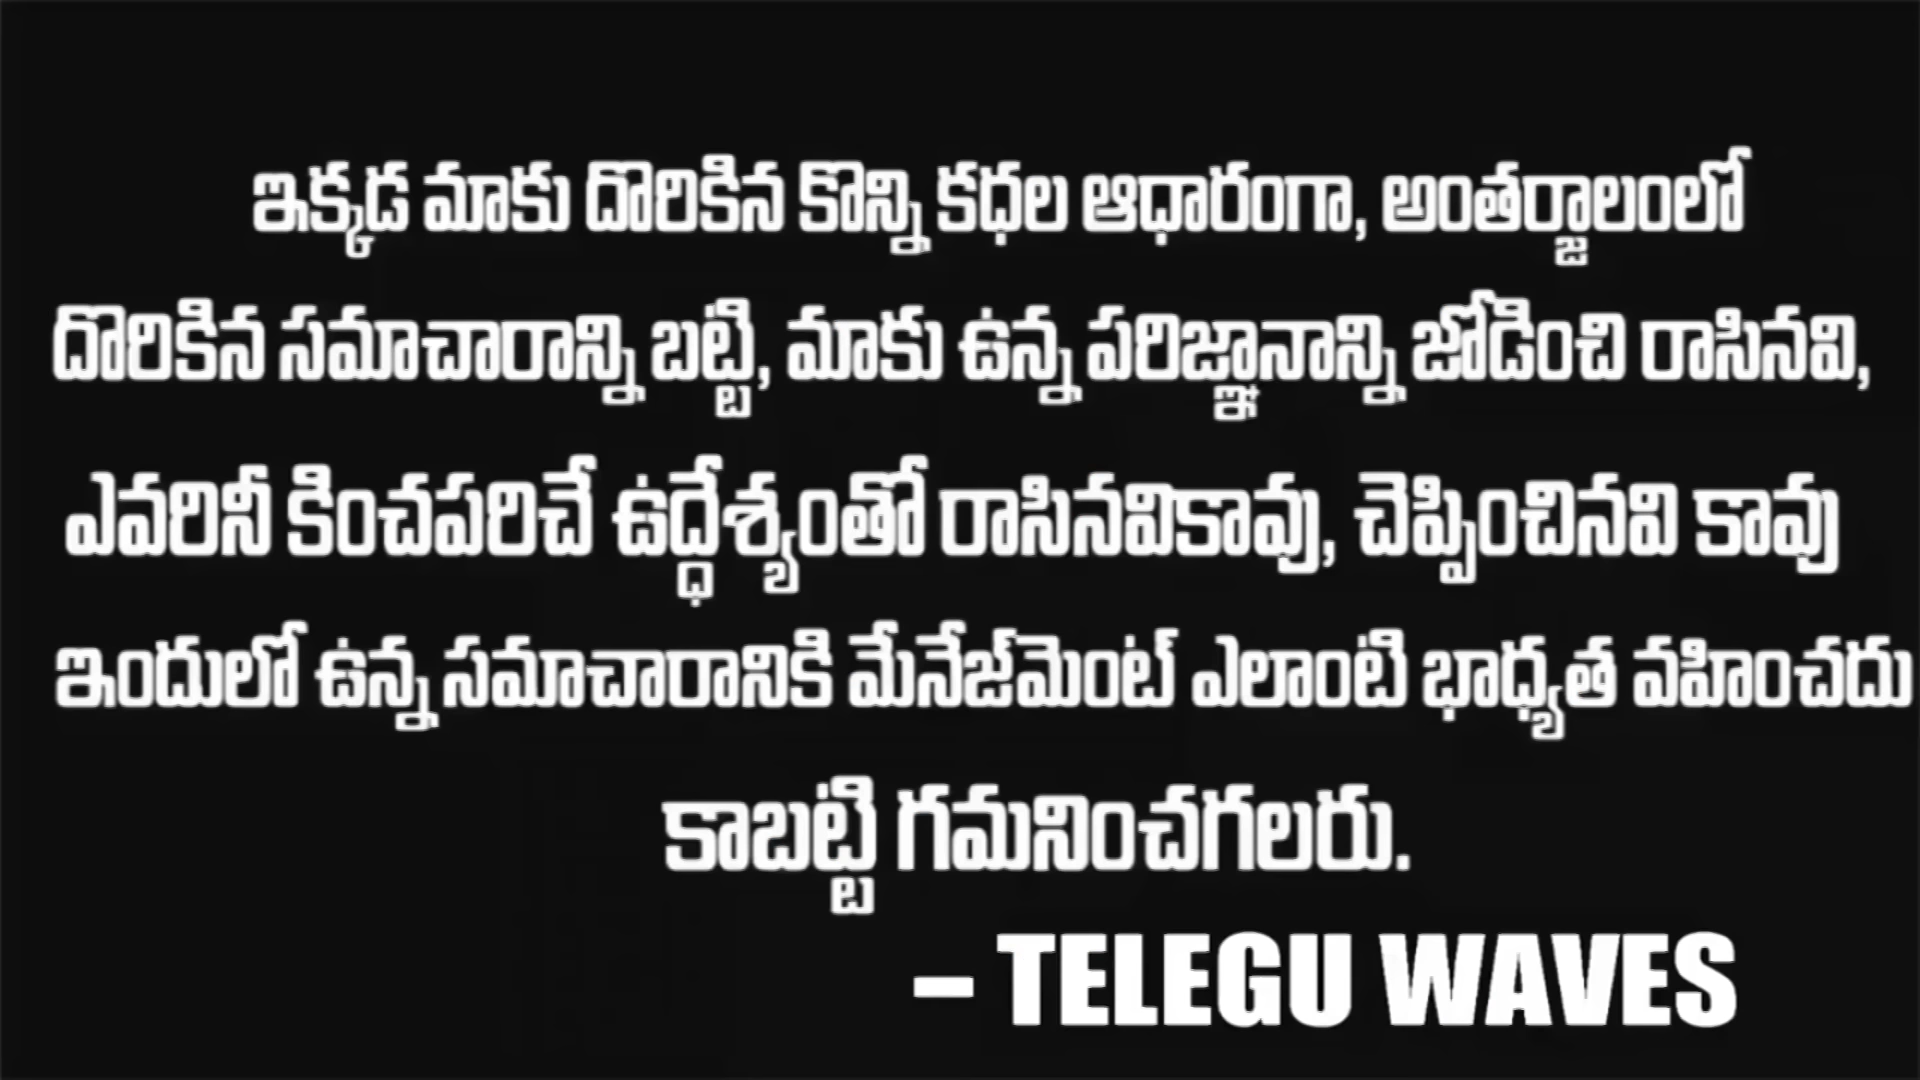 ఇక్కడ మాకు దొరికిన కొన్ని కధల ఆధారంగా, అంతర్జాలంలో
దొరికిన సమాచారాన్ని బట్టి, మాకు ఉన్న పరిజ్ఞానాన్ని జోడించి రాసినవి,
ఎవరినీ కించపరిచే ఉద్ధేశ్యంతో రాసినవికావు, చెప్పించినవి కావు
ఇందులో ఉన్న సమాచారానికి మేనేజ్‌మెంట్ ఎలాంటి భాధ్యత వహించదు
కాబట్టి గమనించగలరు.
– TELEGU WAVES